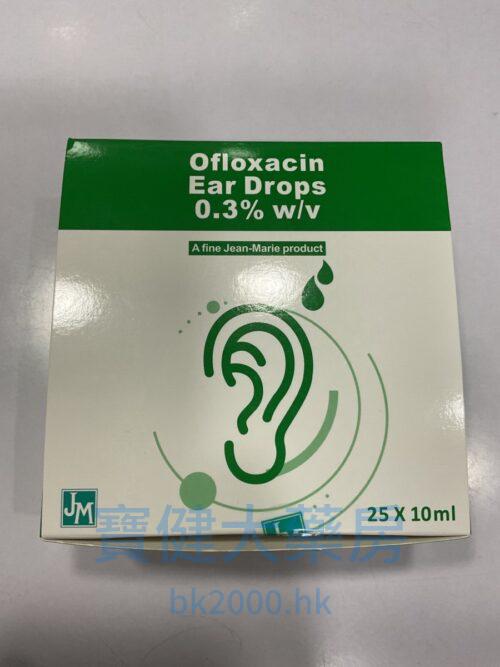 Ofloxacin
Ear Drops
0.3% w/v
A fine Jean-Marie product
JM
25 X 10ml
JM
寶健大藥房
bk2000.hk